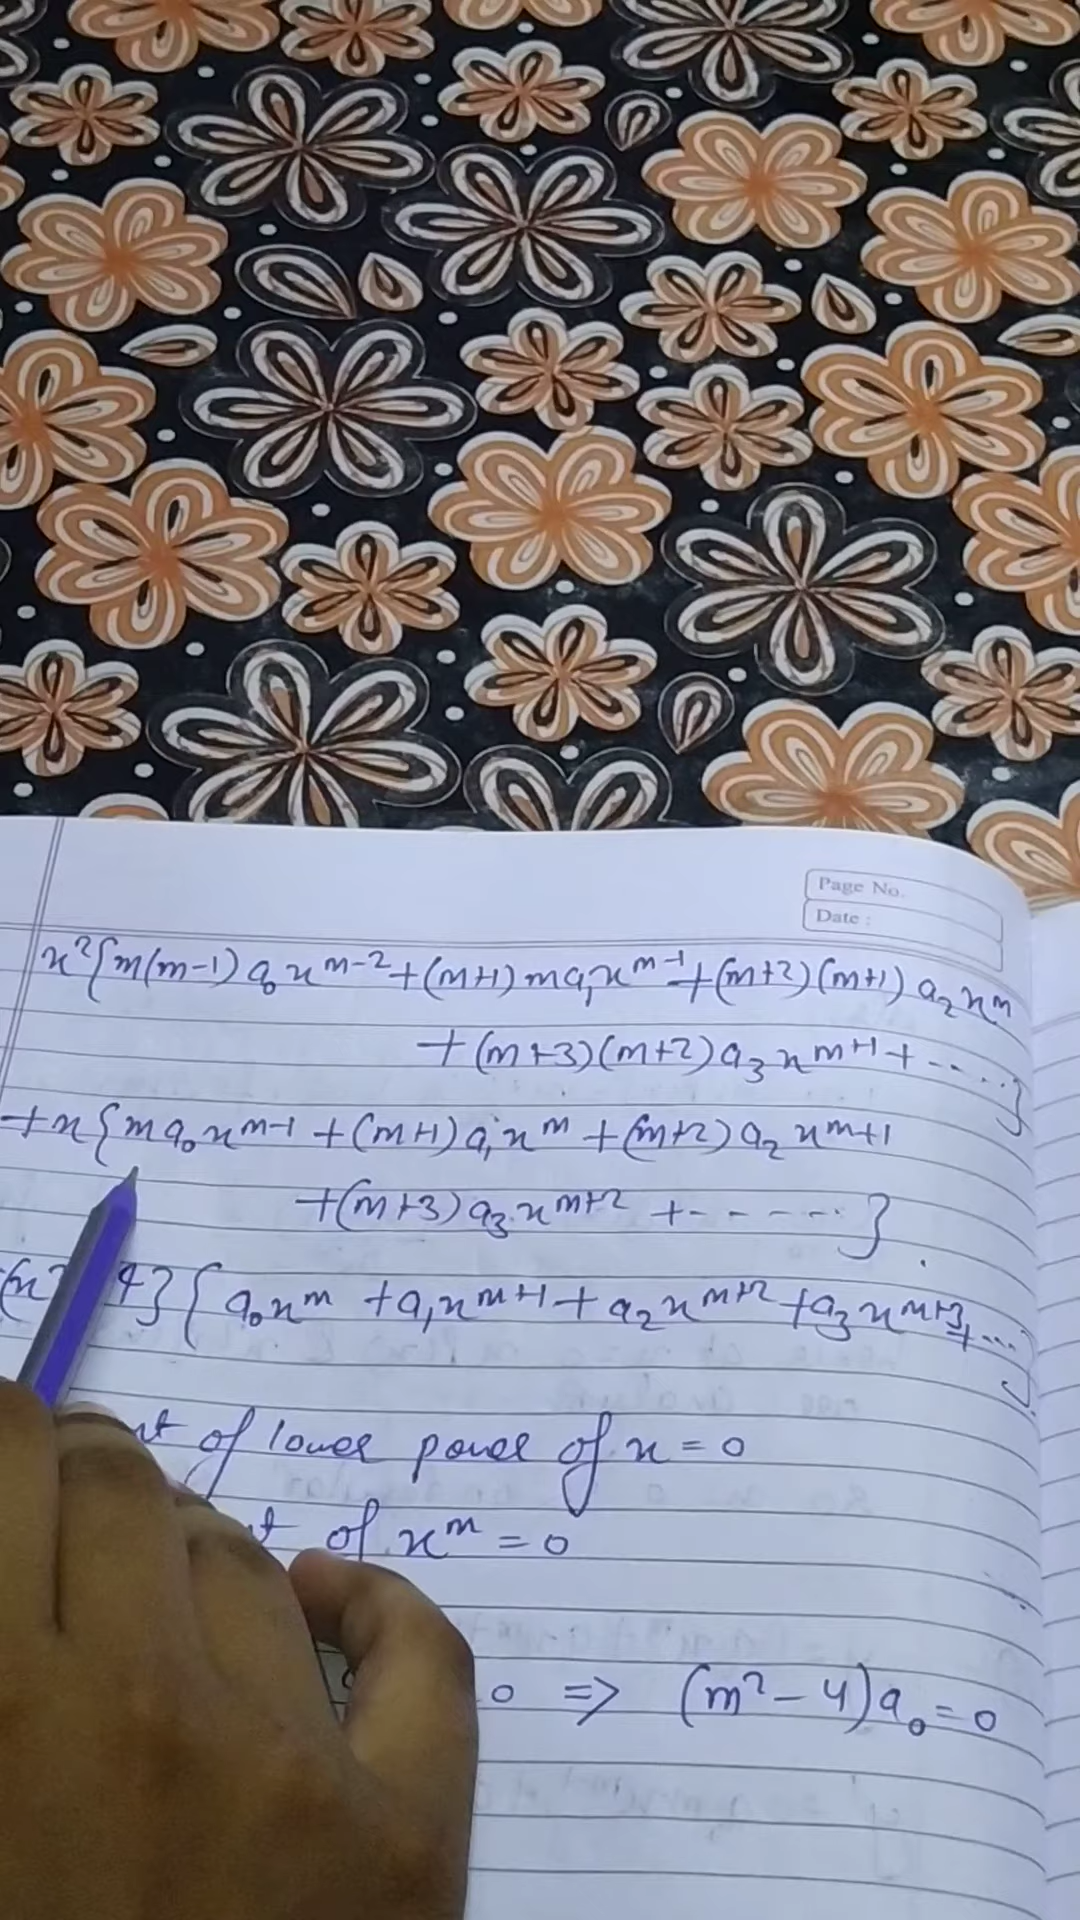 Page No.
Date :
x²{m(m-1)a₀x^{m-2}+(m+1)ma₁x^{m-1}+(m+2)(m+1)a₂x^m
+(m+3)(m+2)a₃x^{m+1}+.....}
+x{ma₀x^{m-1}+(m+1)a₁x^m+(m+2)a₂x^{m+1}
+(m+3)a₃x^{m+2}+-----}
4}{a₀x^m+a₁x^{m+1}+a₂x^{m+2}+a₃x^{m+3}+...}
of lower power of x=0
of x^m=0
0 => (m²-4)a₀=0